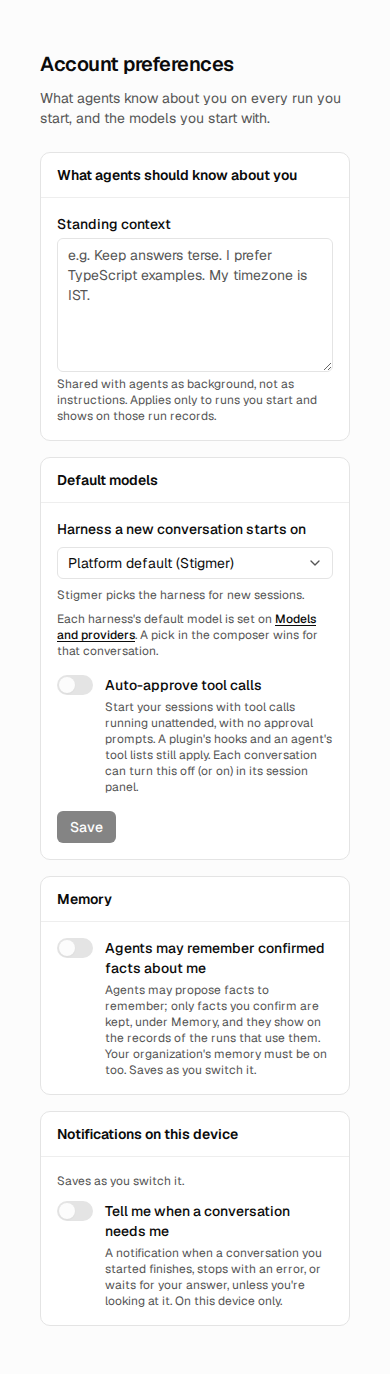 Account preferences
What agents know about you on every run you
start, and the models you start with.
What agents should know about you
Standing context
e.g. Keep answers terse. I prefer
TypeScript examples. My timezone is
IST.
Shared with agents as background, not as
instructions. Applies only to runs you start and
shows on those run records.
Default models
Harness a new conversation starts on
Platform default (Stigmer)
Stigmer picks the harness for new sessions.
Each harness's default model is set on Models
and providers. A pick in the composer wins for
that conversation.
Auto-approve tool calls
Start your sessions with tool calls
running unattended, with no approval
prompts. A plugin's hooks and an agent's
tool lists still apply. Each conversation
can turn this off (or on) in its session
panel.
Save
Memory
Agents may remember confirmed
facts about me
Agents may propose facts to
remember; only facts you confirm are
kept, under Memory, and they show on
the records of the runs that use them.
Your organization's memory must be on
too. Saves as you switch it.
Notifications on this device
Saves as you switch it.
Tell me when a conversation
needs me
A notification when a conversation you
started finishes, stops with an error, or
waits for your answer, unless you're
looking at it. On this device only.